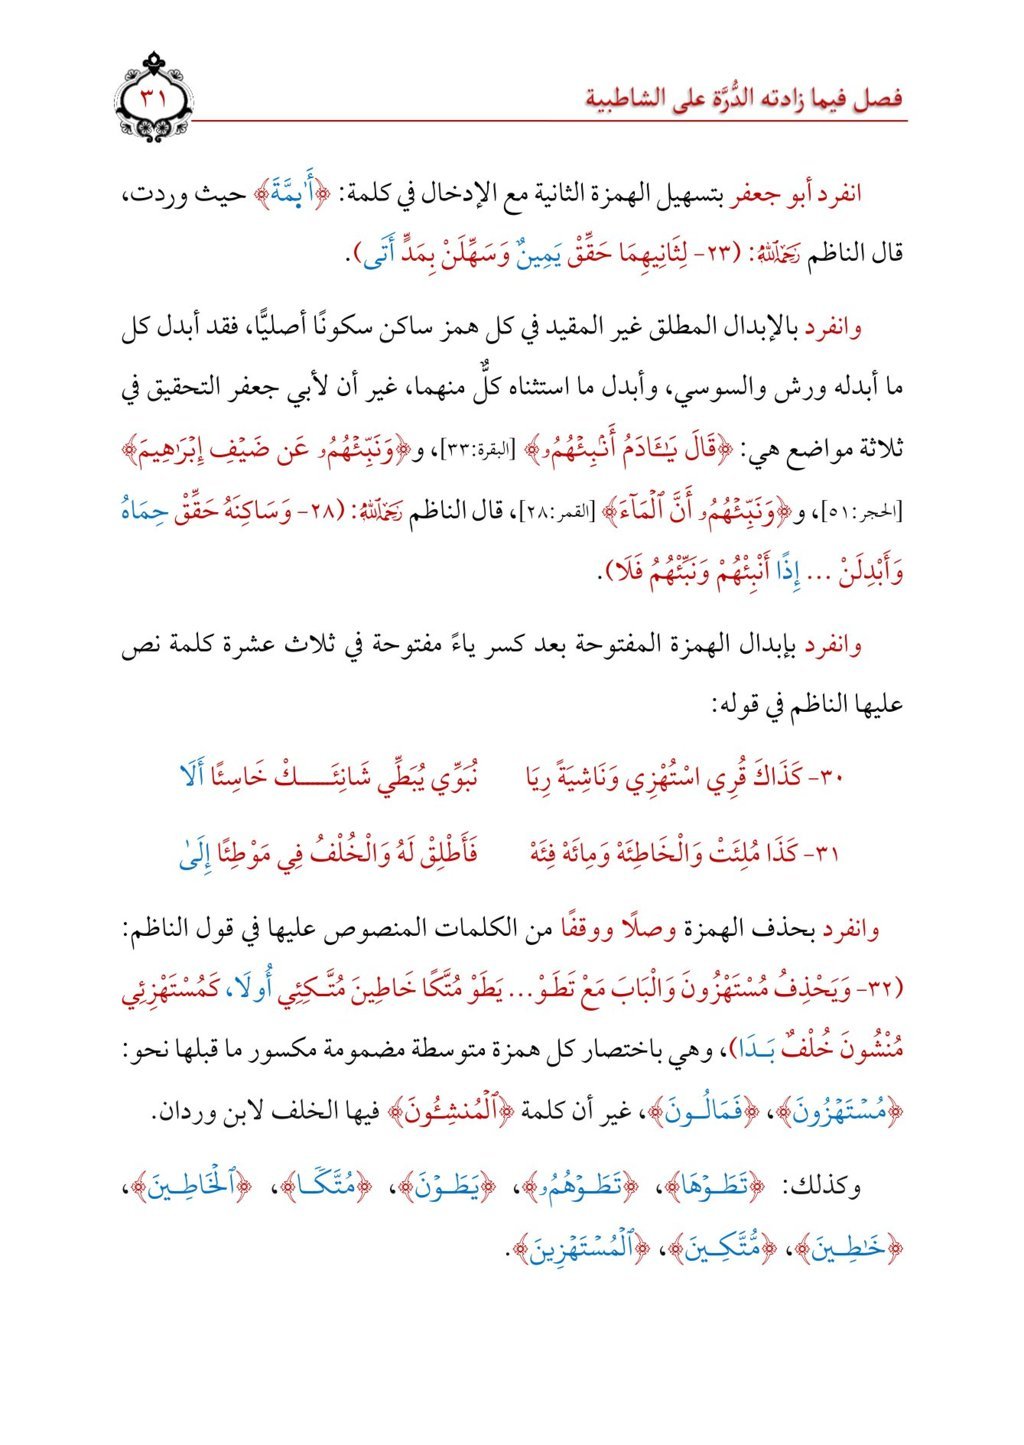 فصل فيما زادته الدُّرَّة على الشاطبية
٣١
انفرد أبو جعفر بتسهيل الهمزة الثانية مع الإدخال في كلمة: ﴿أَا۬ىِٕمَّةَ﴾ حيث وردت،
قال الناظم رَحِمَهُ ٱللَّهُ: (٢٣- لِثَانِيهِمَا حَقِّقْ يَمِينٌ وَسَهِّلَنْ بِمَدٍّ أَتَى).
وانفرد بالإبدال المطلق غير المقيد في كل همز ساكن سكونًا أصليًّا، فقد أبدل كل
ما أبدله ورش والسوسي، وأبدل ما استثناه كلٌّ منهما، غير أن لأبي جعفر التحقيق في
ثلاثة مواضع هي: ﴿قَالَ يَـٰٓـَٔادَمُ أَنۢبِئْهُمُۥ﴾ [البقرة:٣٣]، و﴿وَنَبِّئْهُمُۥ عَن ضَيْفِ إِبْرَٰهِيمَ﴾
[الحجر:٥١]، و﴿وَنَبِّئْهُمُۥٓ أَنَّ ٱلْمَآءَ﴾ [القمر:٢٨]، قال الناظم رَحِمَهُ ٱللَّهُ: (٢٨- وَسَاكِنَهُ حَقِّقْ حِمَاهُ
وَأَبْدِلَنْ ... إِذًا أَنْبِئْهُمْ وَنَبِّئْهُمُ فَلَا).
وانفرد بإبدال الهمزة المفتوحة بعد كسر ياءً مفتوحة في ثلاث عشرة كلمة نص
عليها الناظم في قوله:
٣٠- كَذَاكَ قُرِي اسْتُهْزِي وَنَاشِيَةً رِيَا نُبَوِّي يُبَطِّي شَانِئَـــــكْ خَاسِئًا أَلَا
٣١- كَذَا مُلِئَتْ وَالْخَاطِئَهْ وَمِائَهْ فِئَهْ فَأَطْلِقْ لَهُ وَالْخُلْفُ فِي مَوْطِئًا إِلَىٰ
وانفرد بحذف الهمزة وصلًا ووقفًا من الكلمات المنصوص عليها في قول الناظم:
(٣٢- وَيَحْذِفُ مُسْتَهْزُونَ وَالْبَابَ مَعْ تَطَوْ... يَطَوْ مُتَّكًا خَاطِينَ مُتَّكِئِي أُولَا، كَمُسْتَهْزِئِي
مُنْشُونَ خُلْفٌ بَـدَا)، وهي باختصار كل همزة متوسطة مضمومة مكسور ما قبلها نحو:
﴿مُسْتَهْزُونَ﴾، ﴿فَمَالُـونَ﴾، غير أن كلمة ﴿ٱلْمُنشِـُٔونَ﴾ فيها الخلف لابن وردان.
وكذلك: ﴿تَطَـوْهَا﴾، ﴿تَطَـوْهُمُۥ﴾، ﴿يَطَـوْنَ﴾، ﴿مُتَّكَـا﴾، ﴿ٱلْخَاطِـينَ﴾،
﴿خَـٰطِـينَ﴾، ﴿مُّتَّكِـينَ﴾، ﴿ٱلْمُسْتَهْزِينَ﴾.